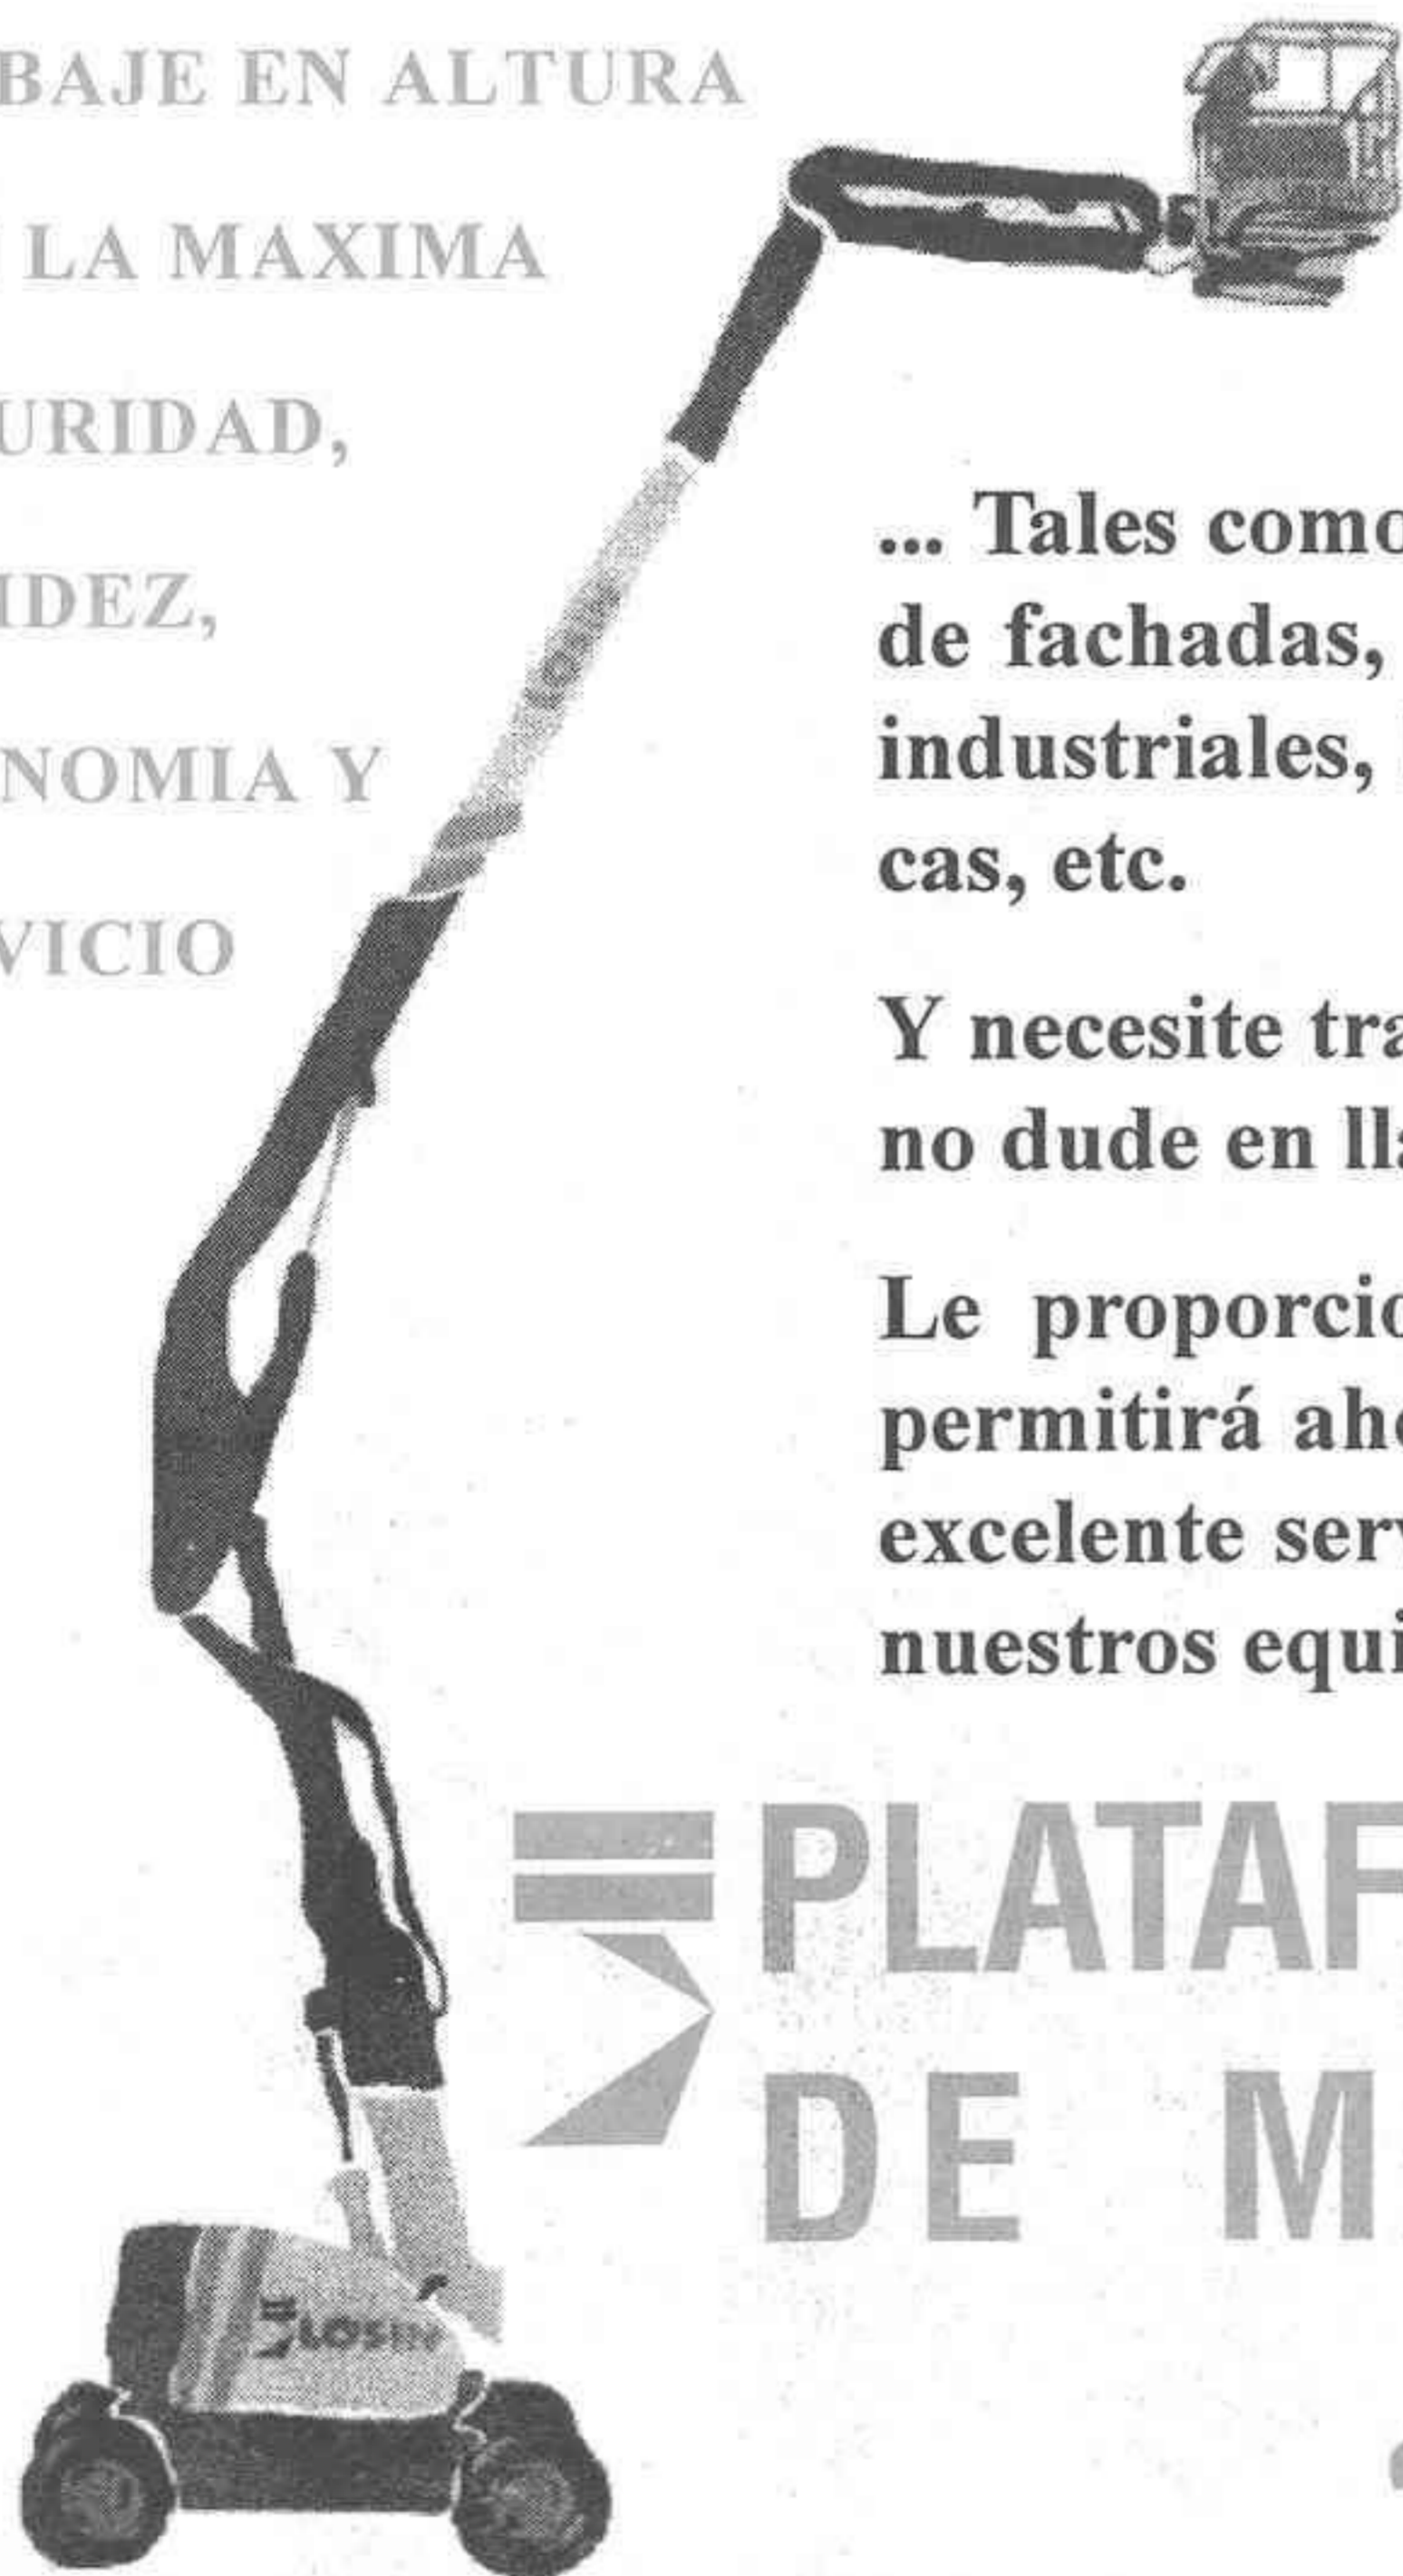 BAJE EN ALTURA
LA MAXIMA
URIDAD,
IDEZ,
NOMIA Y
VICIO
... Tales como
de fachadas,
industriales,
cas, etc.
Y necesite tra
no dude en lla
Le proporcio
permitirá aho
excelente serv
nuestros equi
PLATAF
DE M
LOSIN